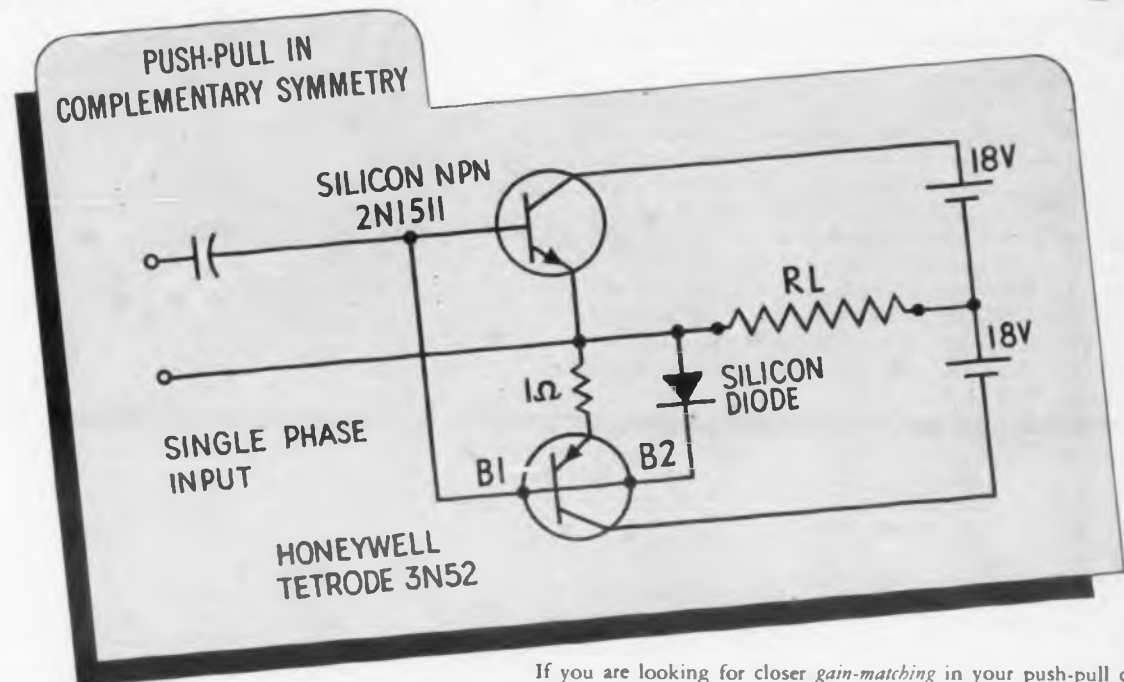 PUSH-PULL IN
COMPLEMENTARY SYMMETRY
SILICON NPN
2N1511
18V
RL
18V
1Ω
SILICON
DIODE
SINGLE PHASE
INPUT
B1
B2
HONEYWELL
TETRODE 3N52
If you are looking for closer gain-matching in your push-pull